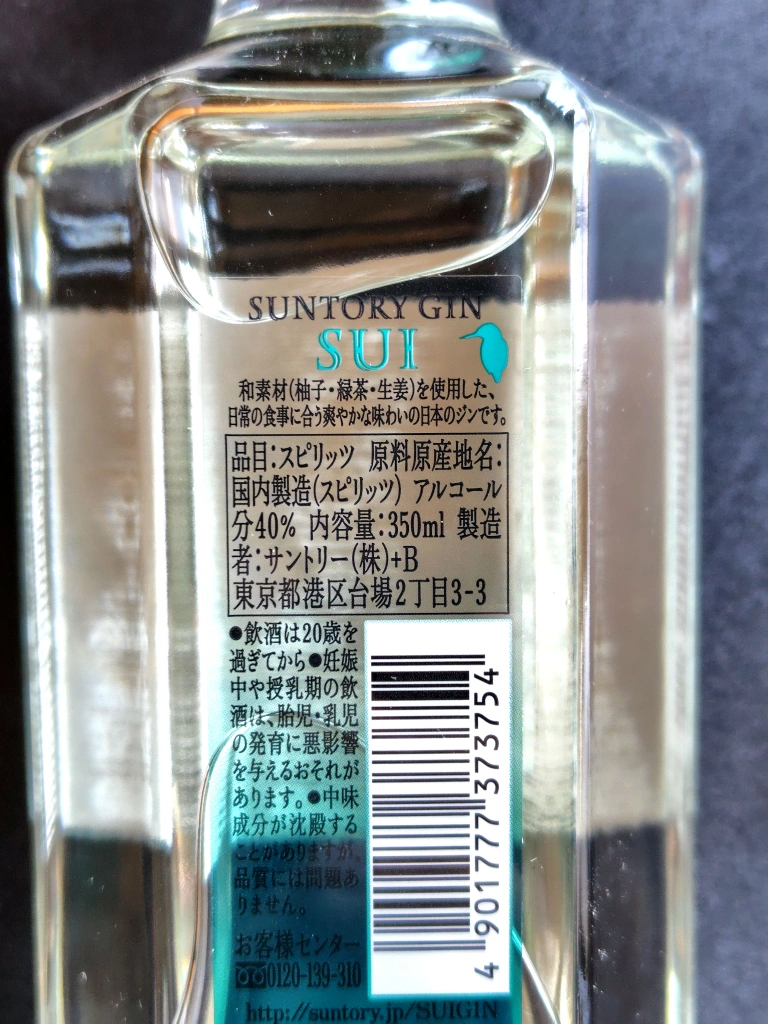 SUNTORY GIN
SUI
和素材(柚子・緑茶・生姜)を使用した、
日常の食事に合う爽やかな味わいの日本のジンです。
品目:スピリッツ 原料原産地名:
国内製造(スピリッツ) アルコール
分40% 内容量:350ml 製造
者:サントリー(株)+B
東京都港区台場2丁目3-3
●飲酒は20歳を
過ぎてから●妊娠
中や授乳期の飲
酒は、胎児・乳児
の発育に悪影響
を与えるおそれが
あります。●中味
成分が沈殿する
ことがありますが、
品質には問題あ
りません。
お客様センター
0120-139-310
http://suntory.jp/SUIGIN
4 901777 373754